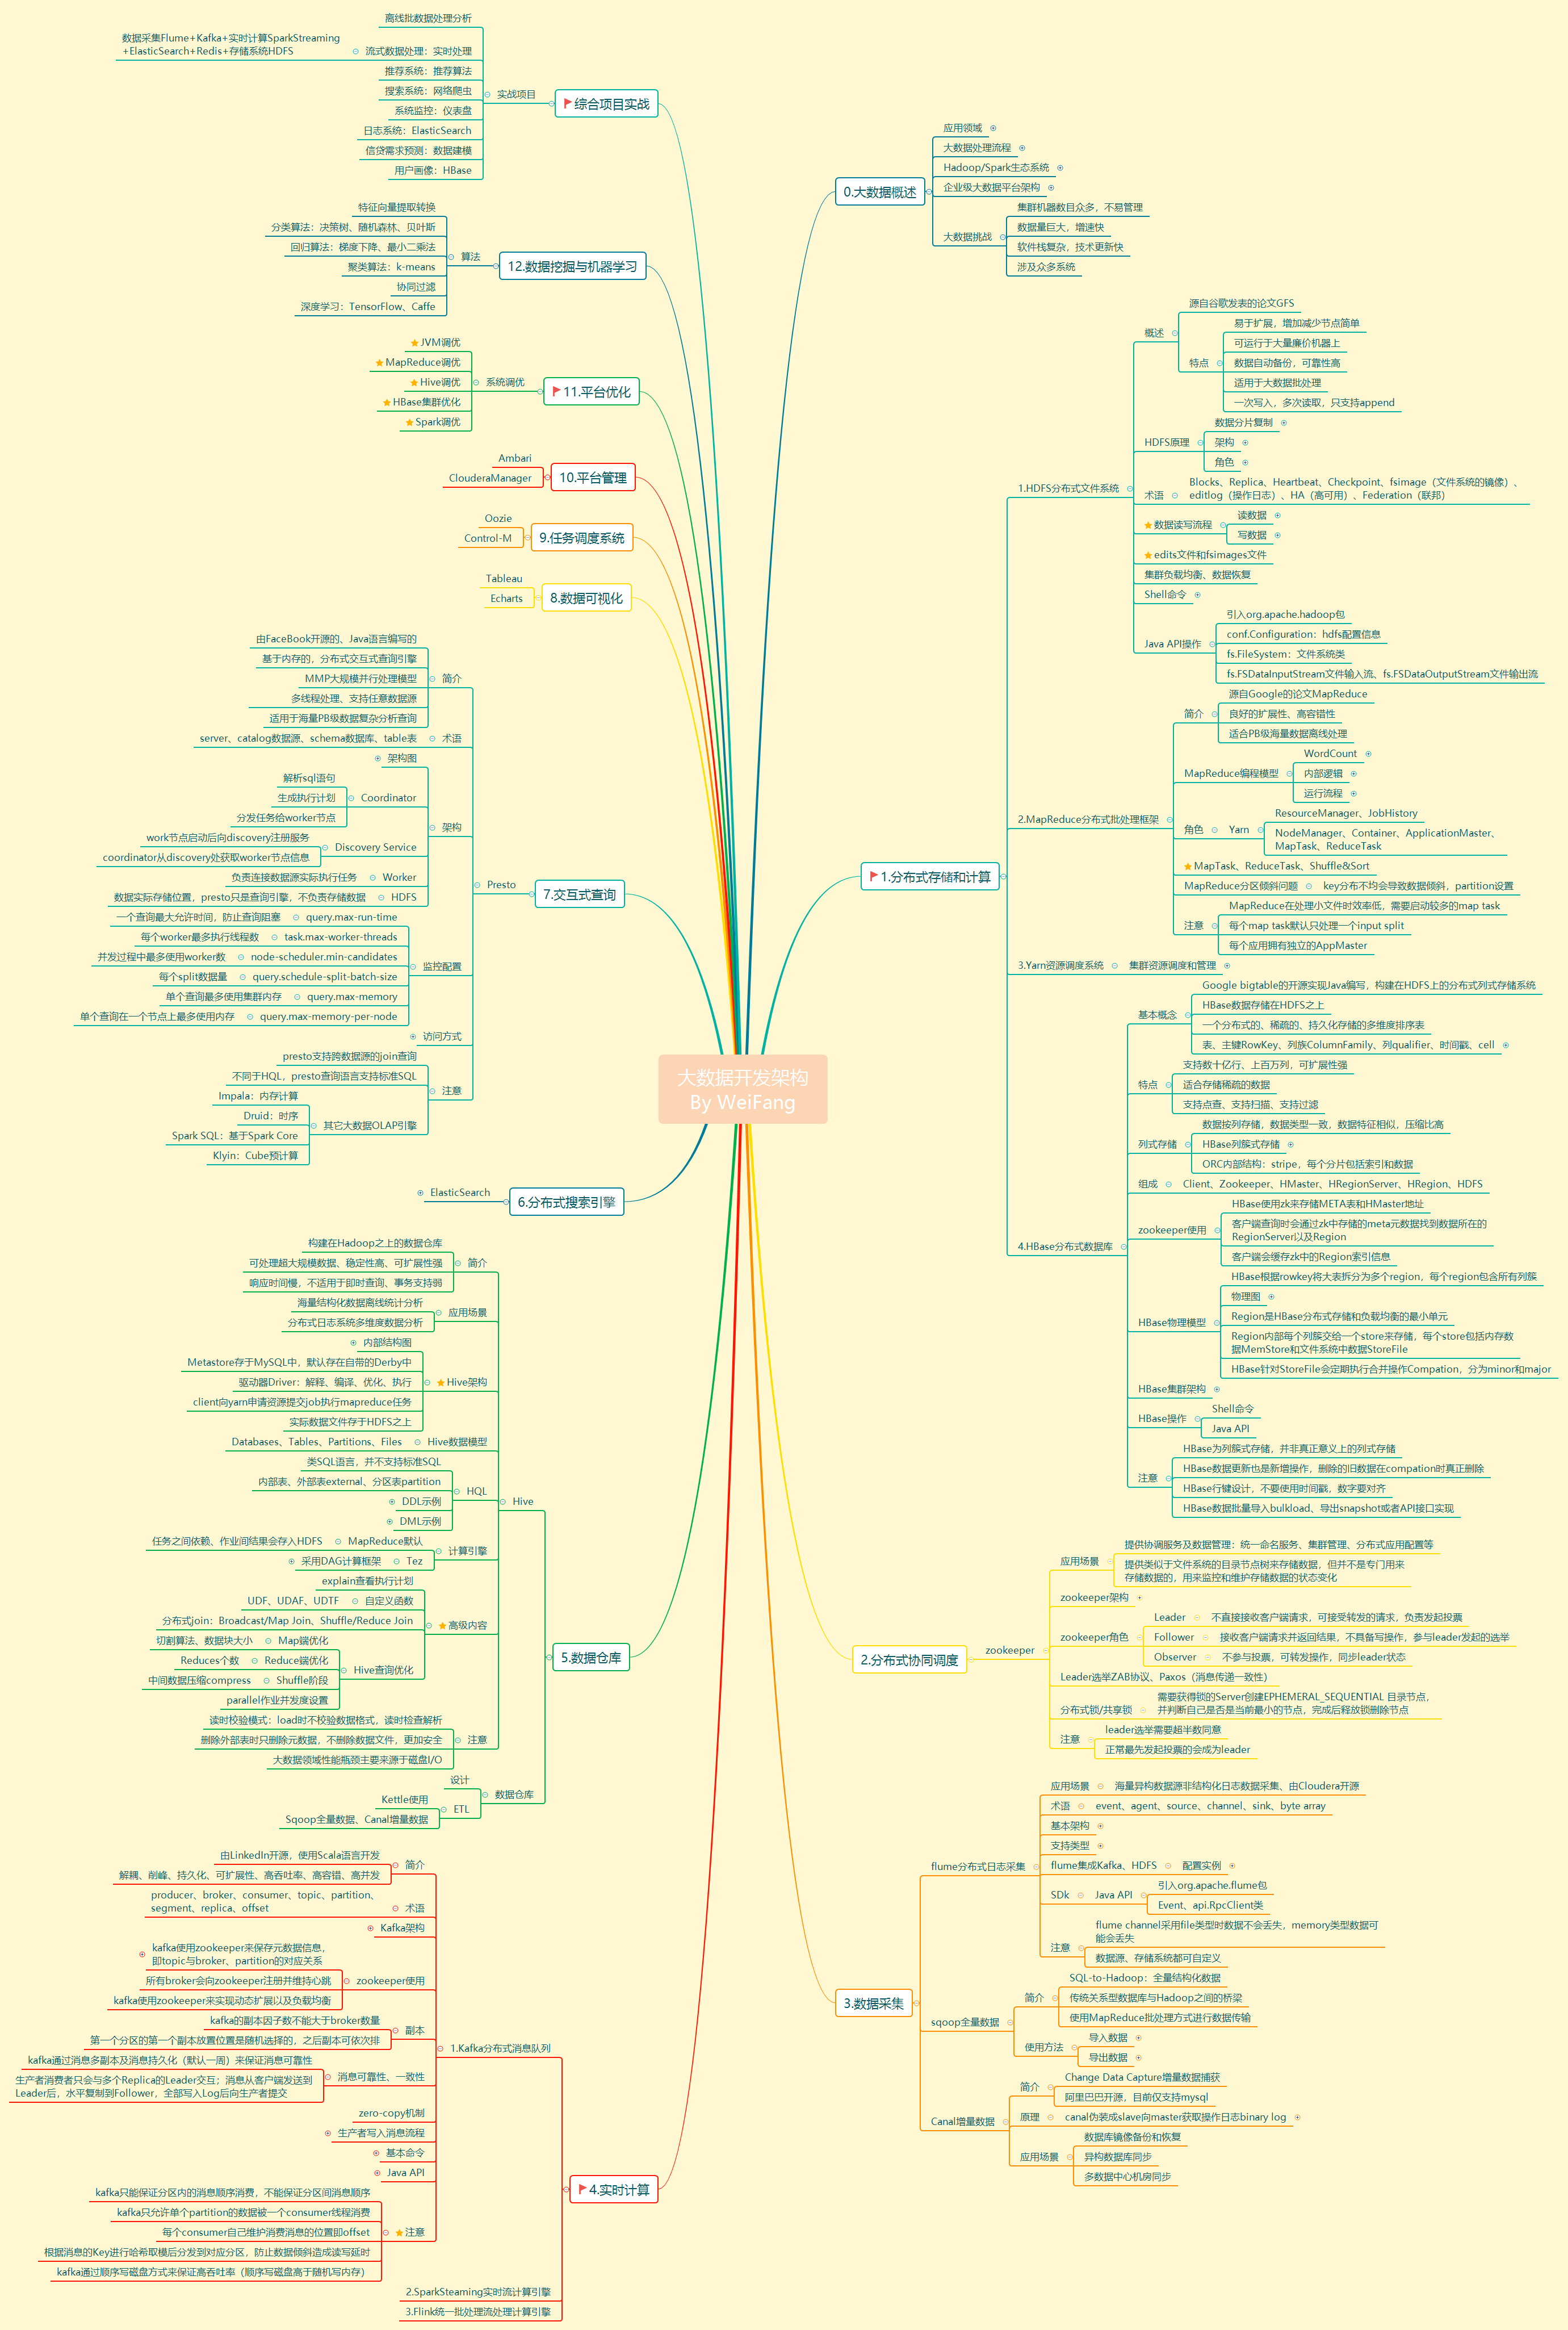 大数据开发架构
By WeiFang
0.大数据概述
应用领域
大数据处理流程
Hadoop/Spark生态系统
企业级大数据平台架构
大数据挑战
集群机器数目众多，不易管理
数据量巨大，增速快
软件栈复杂，技术更新快
涉及众多系统
1.分布式存储和计算
1.HDFS分布式文件系统
概述
源自谷歌发表的论文GFS
特点
易于扩展，增加减少节点简单
可运行于大量廉价机器上
数据自动备份，可靠性高
适用于大数据批处理
一次写入，多次读取，只支持append
HDFS原理
数据分片复制
架构
角色
术语
Blocks、Replica、Heartbeat、Checkpoint、fsimage（文件系统的镜像）、
editlog（操作日志）、HA（高可用）、Federation（联邦）
数据读写流程
读数据
写数据
edits文件和fsimages文件
集群负载均衡、数据恢复
Shell命令
Java API操作
引入org.apache.hadoop包
conf.Configuration：hdfs配置信息
fs.FileSystem：文件系统类
fs.FSDataInputStream文件输入流、fs.FSDataOutputStream文件输出流
2.MapReduce分布式批处理框架
简介
源自Google的论文MapReduce
良好的扩展性、高容错性
适合PB级海量数据离线处理
MapReduce编程模型
WordCount
内部逻辑
运行流程
角色
Yarn
ResourceManager、JobHistory
NodeManager、Container、ApplicationMaster、
MapTask、ReduceTask
MapTask、ReduceTask、Shuffle&Sort
MapReduce分区倾斜问题
key分布不均会导致数据倾斜，partition设置
注意
MapReduce在处理小文件时效率低，需要启动较多的map task
每个map task默认只处理一个input split
每个应用拥有独立的AppMaster
3.Yarn资源调度系统
集群资源调度和管理
4.HBase分布式数据库
基本概念
Google bigtable的开源实现Java编写，构建在HDFS上的分布式列式存储系统
HBase数据存储在HDFS之上
一个分布式的、稀疏的、持久化存储的多维度排序表
表、主键RowKey、列族ColumnFamily、列qualifier、时间戳、cell
特点
支持数十亿行、上百万列，可扩展性强
适合存储稀疏的数据
支持点查、支持扫描、支持过滤
列式存储
数据按列存储，数据类型一致，数据特征相似，压缩比高
HBase列簇式存储
ORC内部结构：stripe，每个分片包括索引和数据
组成
Client、Zookeeper、HMaster、HRegionServer、HRegion、HDFS
zookeeper使用
HBase使用zk来存储META表和HMaster地址
客户端查询时会通过zk中存储的meta元数据找到数据所在的
RegionServer以及Region
客户端会缓存zk中的Region索引信息
HBase物理模型
HBase根据rowkey将大表拆分为多个region，每个region包含所有列簇
物理图
Region是HBase分布式存储和负载均衡的最小单元
Region内部每个列簇交给一个store来存储，每个store包括内存数
据MemStore和文件系统中数据StoreFile
HBase针对StoreFile会定期执行合并操作Compation，分为minor和major
HBase集群架构
HBase操作
Shell命令
Java API
注意
HBase为列簇式存储，并非真正意义上的列式存储
HBase数据更新也是新增操作，删除的旧数据在compation时真正删除
HBase行键设计，不要使用时间戳，数字要对齐
HBase数据批量导入bulkload、导出snapshot或者API接口实现
2.分布式协同调度
zookeeper
应用场景
提供协调服务及数据管理：统一命名服务、集群管理、分布式应用配置等
提供类似于文件系统的目录节点树来存储数据，但并不是专门用来
存储数据的，用来监控和维护存储数据的状态变化
zookeeper架构
zookeeper角色
Leader
不直接接收客户端请求，可接受转发的请求，负责发起投票
Follower
接收客户端请求并返回结果，不具备写操作，参与leader发起的选举
Observer
不参与投票，可转发操作，同步leader状态
Leader选举ZAB协议、Paxos（消息传递一致性）
分布式锁/共享锁
需要获得锁的Server创建EPHEMERAL_SEQUENTIAL 目录节点，
并判断自己是否是当前最小的节点，完成后释放锁删除节点
注意
leader选举需要超半数同意
正常最先发起投票的会成为leader
3.数据采集
flume分布式日志采集
应用场景
海量异构数据源非结构化日志数据采集、由Cloudera开源
术语
event、agent、source、channel、sink、byte array
基本架构
支持类型
flume集成Kafka、HDFS
配置实例
SDk
Java API
引入org.apache.flume包
Event、api.RpcClient类
注意
flume channel采用file类型时数据不会丢失，memory类型数据可
能会丢失
数据源、存储系统都可自定义
sqoop全量数据
简介
SQL-to-Hadoop：全量结构化数据
传统关系型数据库与Hadoop之间的桥梁
使用MapReduce批处理方式进行数据传输
使用方法
导入数据
导出数据
Canal增量数据
简介
Change Data Capture增量数据捕获
阿里巴巴开源，目前仅支持mysql
原理
canal伪装成slave向master获取操作日志binary log
应用场景
数据库镜像备份和恢复
异构数据库同步
多数据中心机房同步
综合项目实战
实战项目
离线批数据处理分析
流式数据处理：实时处理
数据采集Flume+Kafka+实时计算SparkStreaming
+ElasticSearch+Redis+存储系统HDFS
推荐系统：推荐算法
搜索系统：网络爬虫
系统监控：仪表盘
日志系统：ElasticSearch
信贷需求预测：数据建模
用户画像：HBase
12.数据挖掘与机器学习
算法
特征向量提取转换
分类算法：决策树、随机森林、贝叶斯
回归算法：梯度下降、最小二乘法
聚类算法：k-means
协同过滤
深度学习：TensorFlow、Caffe
11.平台优化
系统调优
JVM调优
MapReduce调优
Hive调优
HBase集群优化
Spark调优
10.平台管理
Ambari
ClouderaManager
9.任务调度系统
Oozie
Control-M
8.数据可视化
Tableau
Echarts
7.交互式查询
Presto
简介
由FaceBook开源的、Java语言编写的
基于内存的，分布式交互式查询引擎
MMP大规模并行处理模型
多线程处理、支持任意数据源
适用于海量PB级数据复杂分析查询
术语
server、catalog数据源、schema数据库、table表
架构
架构图
Coordinator
解析sql语句
生成执行计划
分发任务给worker节点
Discovery Service
work节点启动后向discovery注册服务
coordinator从discovery处获取worker节点信息
Worker
负责连接数据源实际执行任务
HDFS
数据实际存储位置，presto只是查询引擎，不负责存储数据
监控配置
query.max-run-time
一个查询最大允许时间，防止查询阻塞
task.max-worker-threads
每个worker最多执行线程数
node-scheduler.min-candidates
并发过程中最多使用worker数
query.schedule-split-batch-size
每个split数据量
query.max-memory
单个查询最多使用集群内存
query.max-memory-per-node
单个查询在一个节点上最多使用内存
访问方式
注意
presto支持跨数据源的join查询
不同于HQL，presto查询语言支持标准SQL
其它大数据OLAP引擎
Impala：内存计算
Druid：时序
Spark SQL：基于Spark Core
Klyin：Cube预计算
6.分布式搜索引擎
ElasticSearch
5.数据仓库
Hive
简介
构建在Hadoop之上的数据仓库
可处理超大规模数据、稳定性高、可扩展性强
响应时间慢，不适用于即时查询、事务支持弱
应用场景
海量结构化数据离线统计分析
分布式日志系统多维度数据分析
Hive架构
内部结构图
Metastore存于MySQL中，默认存在自带的Derby中
驱动器Driver：解释、编译、优化、执行
client向yarn申请资源提交job执行mapreduce任务
实际数据文件存于HDFS之上
Hive数据模型
Databases、Tables、Partitions、Files
HQL
类SQL语言，并不支持标准SQL
内部表、外部表external、分区表partition
DDL示例
DML示例
计算引擎
MapReduce默认
任务之间依赖、作业间结果会存入HDFS
Tez
采用DAG计算框架
高级内容
explain查看执行计划
自定义函数
UDF、UDAF、UDTF
分布式join：Broadcast/Map Join、Shuffle/Reduce Join
Hive查询优化
Map端优化
切割算法、数据块大小
Reduce端优化
Reduces个数
Shuffle阶段
中间数据压缩compress
parallel作业并发度设置
注意
读时校验模式：load时不校验数据格式，读时检查解析
删除外部表时只删除元数据，不删除数据文件，更加安全
大数据领域性能瓶颈主要来源于磁盘I/O
数据仓库
设计
ETL
Kettle使用
Sqoop全量数据、Canal增量数据
4.实时计算
1.Kafka分布式消息队列
简介
由LinkedIn开源，使用Scala语言开发
解耦、削峰、持久化、可扩展性、高吞吐率、高容错、高并发
术语
producer、broker、consumer、topic、partition、
segment、replica、offset
Kafka架构
zookeeper使用
kafka使用zookeeper来保存元数据信息，
即topic与broker、partition的对应关系
所有broker会向zookeeper注册并维持心跳
kafka使用zookeeper来实现动态扩展以及负载均衡
副本
kafka的副本因子数不能大于broker数量
第一个分区的第一个副本放置位置是随机选择的，之后副本可依次排
消息可靠性、一致性
kafka通过消息多副本及消息持久化（默认一周）来保证消息可靠性
生产者消费者只会与多个Replica的Leader交互；消息从客户端发送到
Leader后，水平复制到Follower，全部写入Log后向生产者提交
zero-copy机制
生产者写入消息流程
基本命令
Java API
注意
kafka只能保证分区内的消息顺序消费，不能保证分区间消息顺序
kafka只允许单个partition的数据被一个consumer线程消费
每个consumer自己维护消费消息的位置即offset
根据消息的Key进行哈希取模后分发到对应分区，防止数据倾斜造成读写延时
kafka通过顺序写磁盘方式来保证高吞吐率（顺序写磁盘高于随机写内存）
2.SparkSteaming实时流计算引擎
3.Flink统一批处理流处理计算引擎